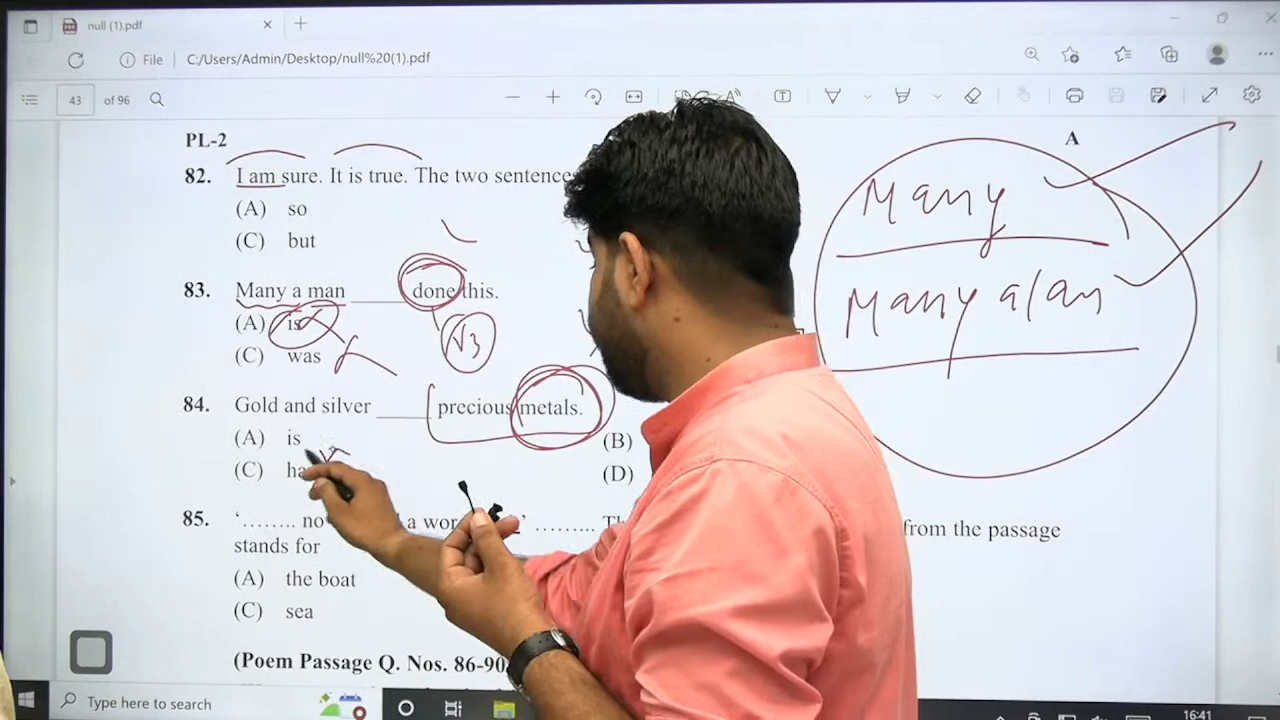 null (1).pdf
File
C:/Users/Admin/Desktop/null%20(1).pdf
43 of 96
PL-2
A
82. I am sure. It is true. The two sentences
(A) so
(C) but
83. Many a man ____ done this.
(A) is
(C) was
V3
84. Gold and silver ____ precious metals.
(A) is
(B)
(C)
(D)
85. '........ a ' ......... from the passage
stands for
(A) the boat
(C) sea
(Poem Passage Q. Nos. 86-90
Many
Many a/an
Type here to search
16:41